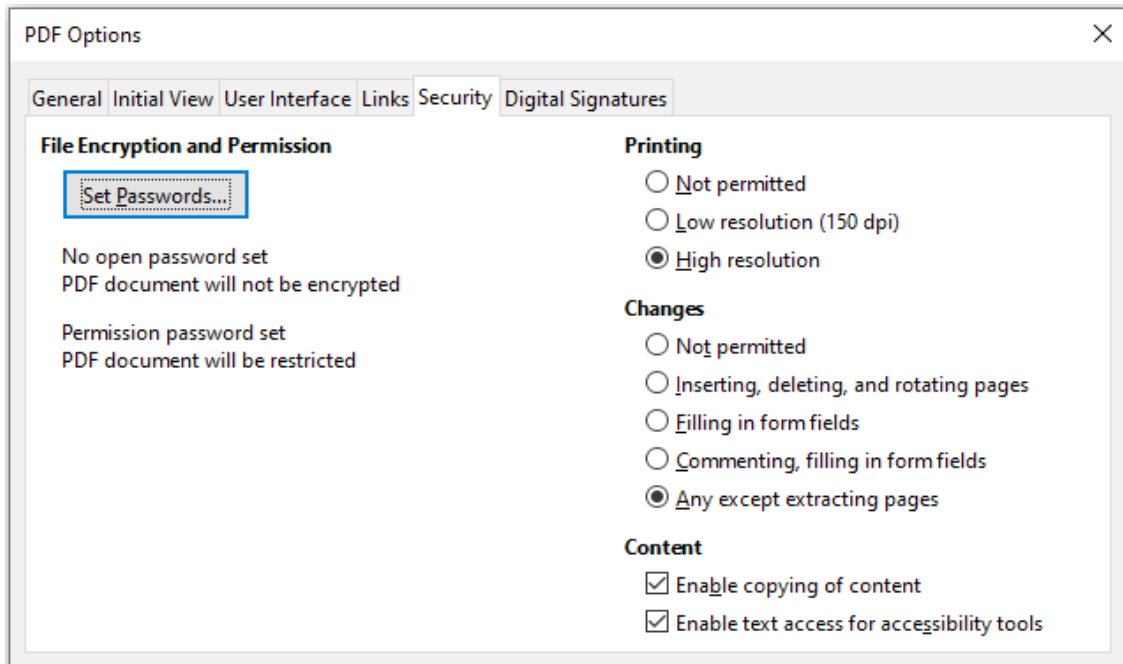 PDF Options
General Initial View User Interface Links Security Digital Signatures
File Encryption and Permission
Set Passwords...
No open password set
PDF document will not be encrypted
Permission password set
PDF document will be restricted
Printing
Not permitted
Low resolution (150 dpi)
High resolution
Changes
Not permitted
Inserting, deleting, and rotating pages
Filling in form fields
Commenting, filling in form fields
Any except extracting pages
Content
Enable copying of content
Enable text access for accessibility tools